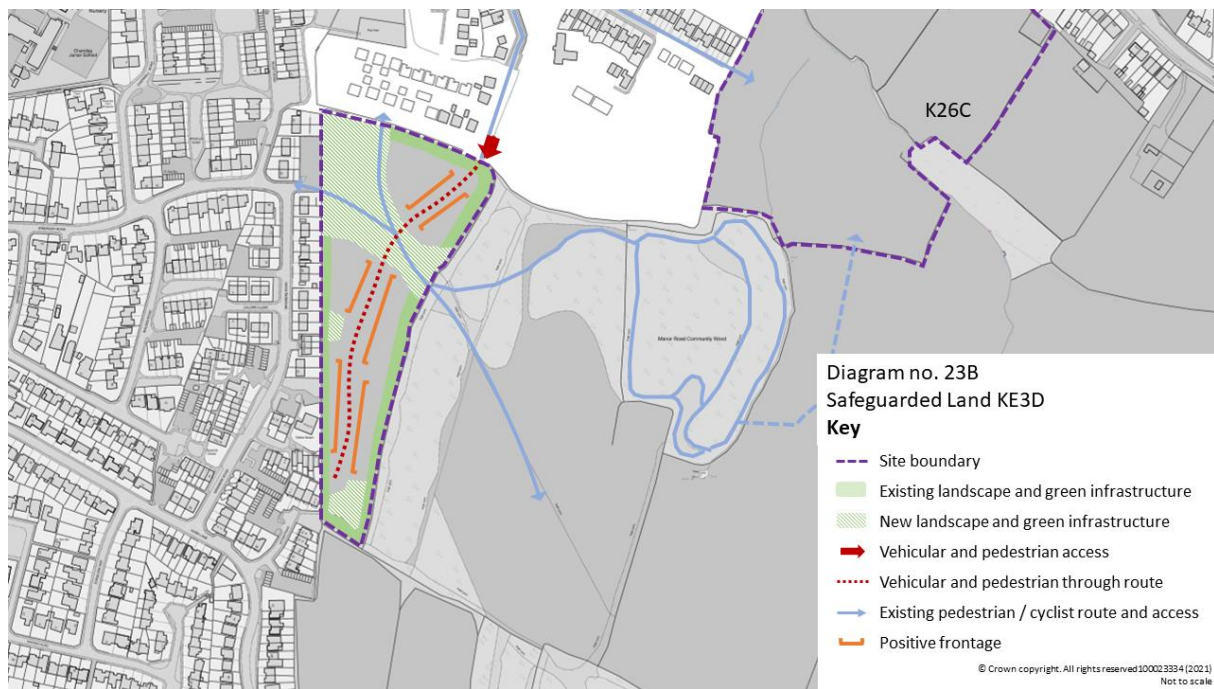 K26C
Manor Road Community Wood
Diagram no. 23B
Safeguarded Land KE3D
Key
Site boundary
Existing landscape and green infrastructure
New landscape and green infrastructure
Vehicular and pedestrian access
Vehicular and pedestrian through route
Existing pedestrian / cyclist route and access
Positive frontage
© Crown copyright. All rights reserved100023334 (2021)
Not to scale